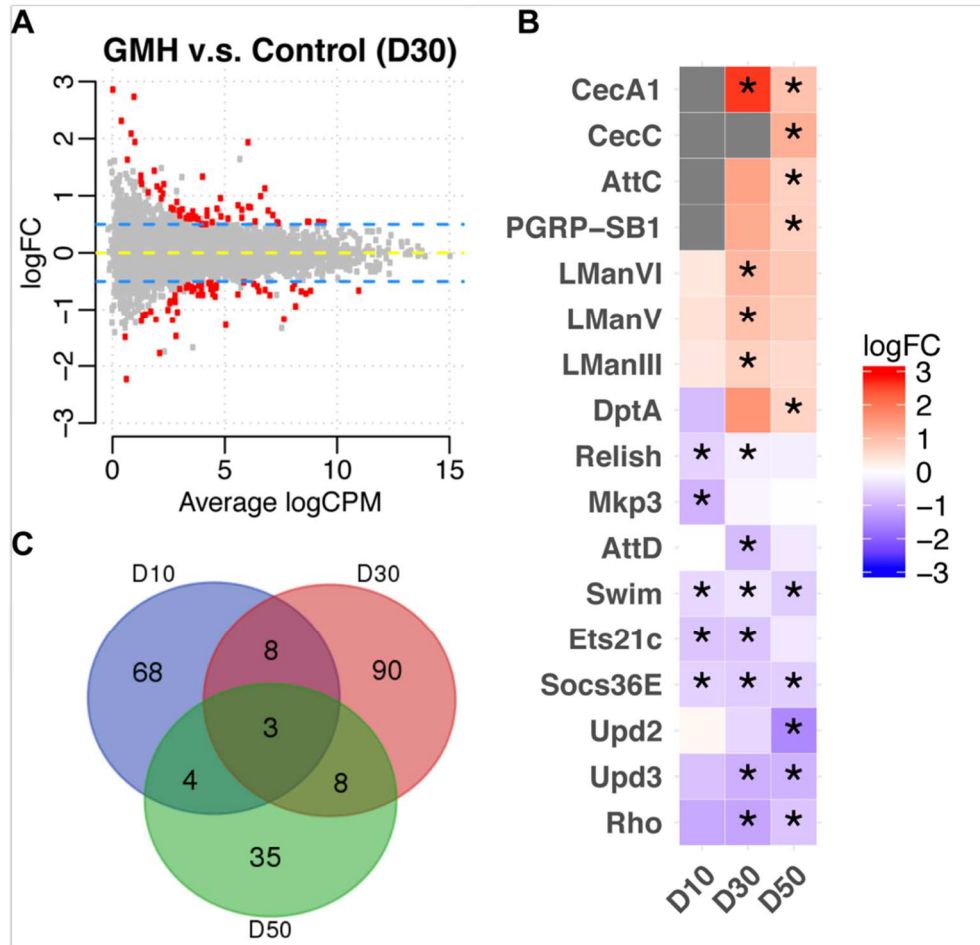 A
GMH v.s. Control (D30)
3
2
1
0
−1
−2
−3
logFC
0
5
10
15
Average logCPM
B
CecA1
*
*
CecC
*
AttC
*
PGRP−SB1
*
LManVI
*
LManV
*
LManIII
*
DptA
*
Relish
*
*
Mkp3
*
AttD
*
Swim
*
*
*
Ets21c
*
*
Socs36E
*
*
*
Upd2
*
Upd3
*
*
Rho
*
*
D10
D30
D50
logFC
3
2
1
0
−1
−2
−3
C
D10
D30
68
8
90
3
4
8
35
D50